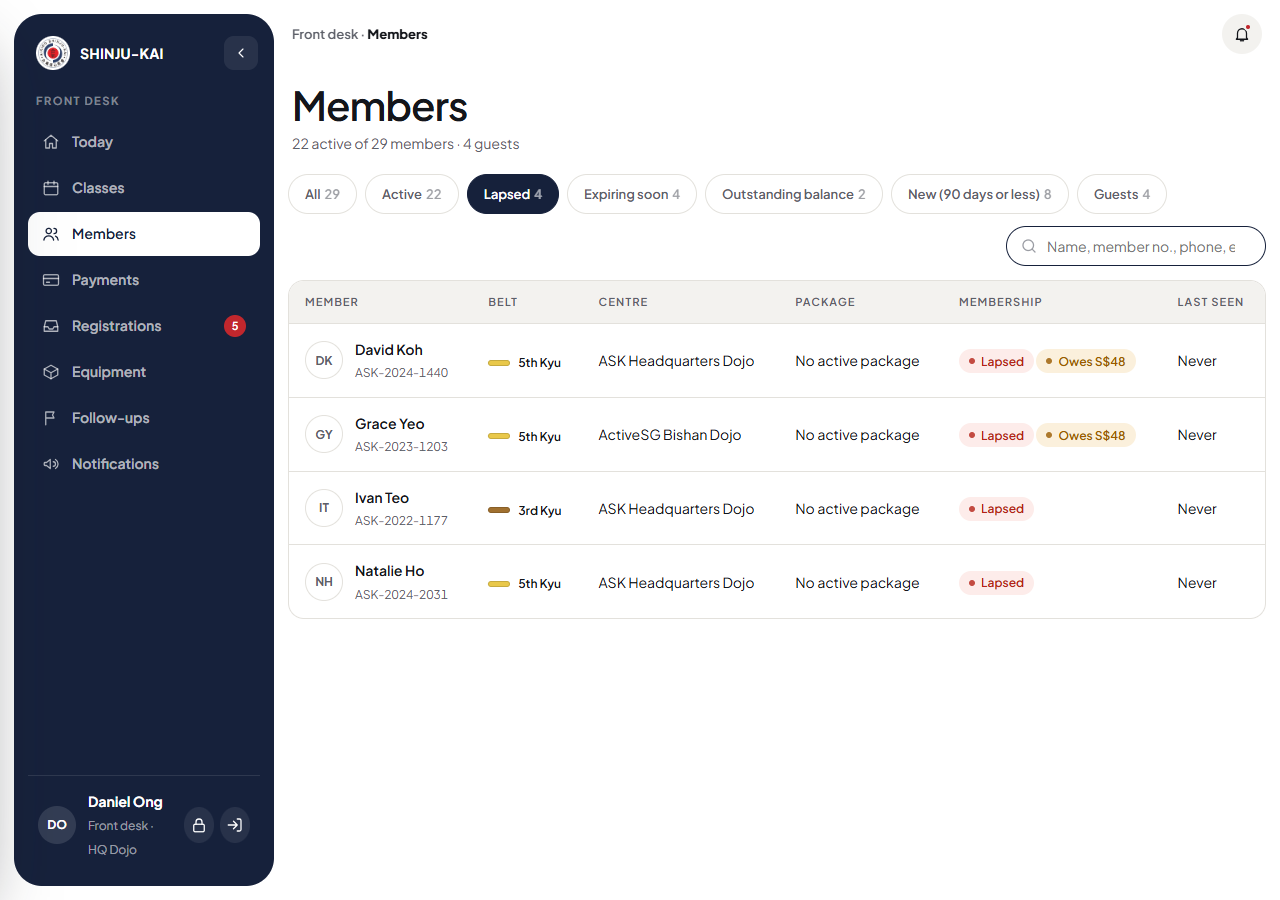 SHINJU-KAI
FRONT DESK
Today
Classes
Members
Payments
Registrations 5
Equipment
Follow-ups
Notifications
DO
Daniel Ong
Front desk ·
HQ Dojo
Front desk · Members
Members
22 active of 29 members · 4 guests
All 29 Active 22 Lapsed 4 Expiring soon 4 Outstanding balance 2 New (90 days or less) 8 Guests 4
Name, member no., phone, e
MEMBER BELT CENTRE PACKAGE MEMBERSHIP LAST SEEN
DK David Koh ASK-2024-1440 5th Kyu ASK Headquarters Dojo No active package Lapsed Owes S$48 Never
GY Grace Yeo ASK-2023-1203 5th Kyu ActiveSG Bishan Dojo No active package Lapsed Owes S$48 Never
IT Ivan Teo ASK-2022-1177 3rd Kyu ASK Headquarters Dojo No active package Lapsed Never
NH Natalie Ho ASK-2024-2031 5th Kyu ASK Headquarters Dojo No active package Lapsed Never